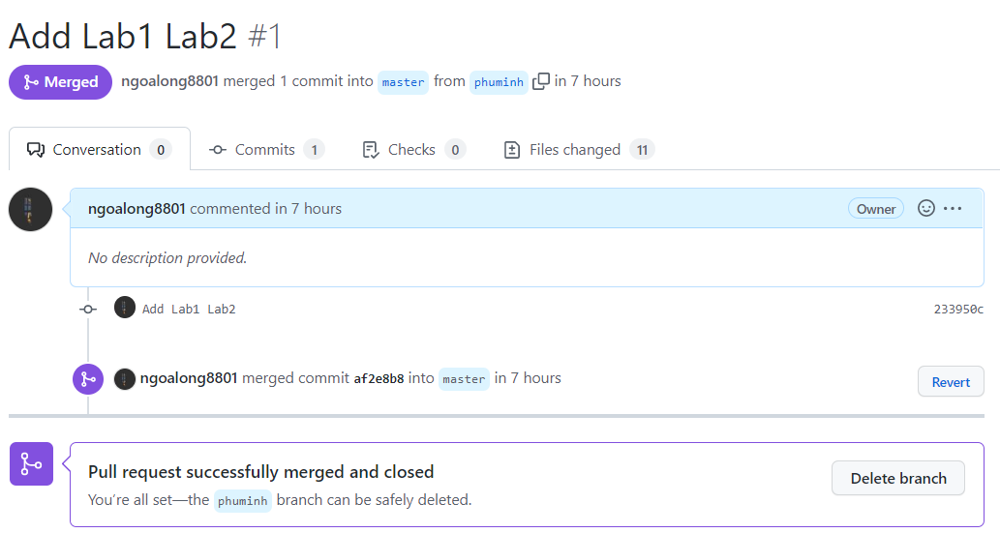 Add Lab1 Lab2 #1
Merged ngoalong8801 merged 1 commit into master from phuminh in 7 hours
Conversation 0 Commits 1 Checks 0 Files changed 11
ngoalong8801 commented in 7 hours Owner
No description provided.
Add Lab1 Lab2 233950c
ngoalong8801 merged commit af2e8b8 into master in 7 hours Revert
Pull request successfully merged and closed
You’re all set—the phuminh branch can be safely deleted.
Delete branch